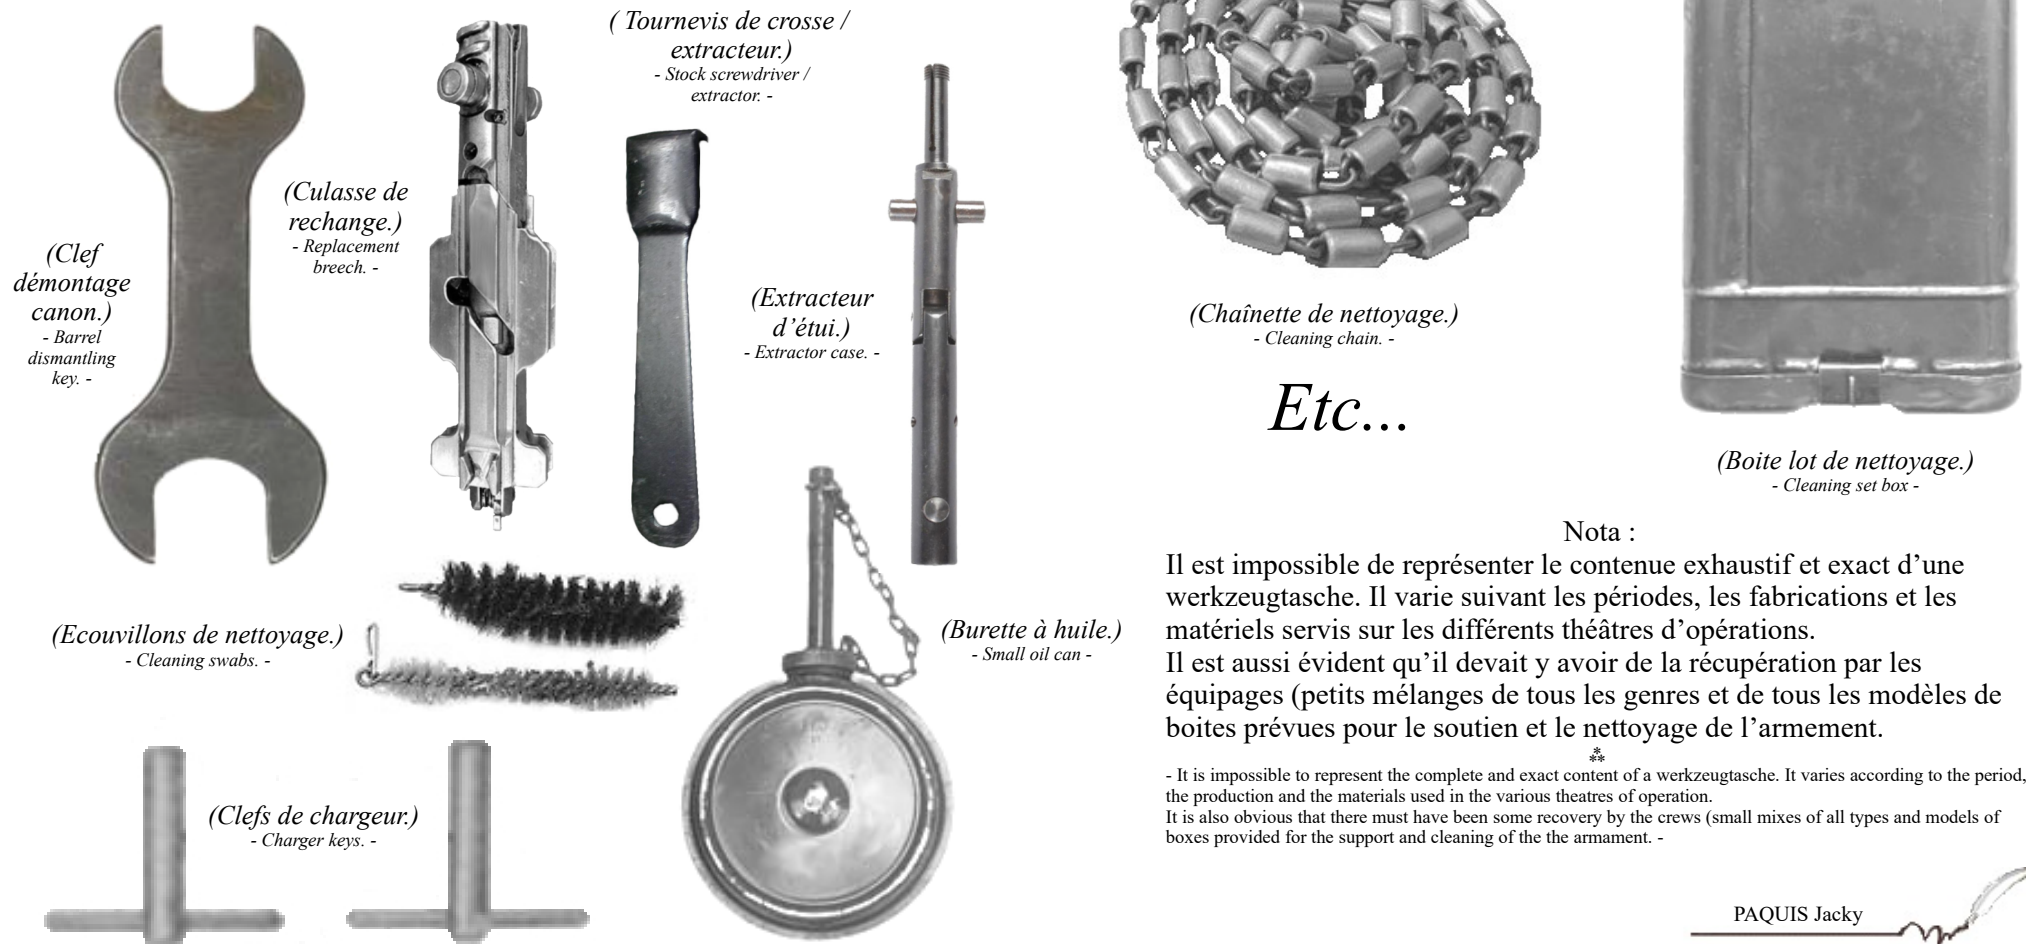 ( Tournevis de crosse /
extracteur.)
- Stock screwdriver /
extractor. -
(Culasse de
rechange.)
- Replacement
breech. -
(Clef
démontage
canon.)
- Barrel
dismantling
key. -
(Extracteur
d’étui.)
- Extractor case. -
(Chaînette de nettoyage.)
- Cleaning chain. -
Etc...
(Boite lot de nettoyage.)
- Cleaning set box -
(Ecouvillons de nettoyage.)
- Cleaning swabs. -
(Burette à huile.)
- Small oil can -
(Clefs de chargeur.)
- Charger keys. -
Nota :
Il est impossible de représenter le contenue exhaustif et exact d’une
werkzeugtasche. Il varie suivant les périodes, les fabrications et les
matériels servis sur les différents théâtres d’opérations.
Il est aussi évident qu’il devait y avoir de la récupération par les
équipages (petits mélanges de tous les genres et de tous les modèles de
boites prévues pour le soutien et le nettoyage de l’armement.
*
**
- It is impossible to represent the complete and exact content of a werkzeugtasche. It varies according to the period,
the production and the materials used in the various theatres of operation.
It is also obvious that there must have been some recovery by the crews (small mixes of all types and models of
boxes provided for the support and cleaning of the the armament. -
PAQUIS Jacky